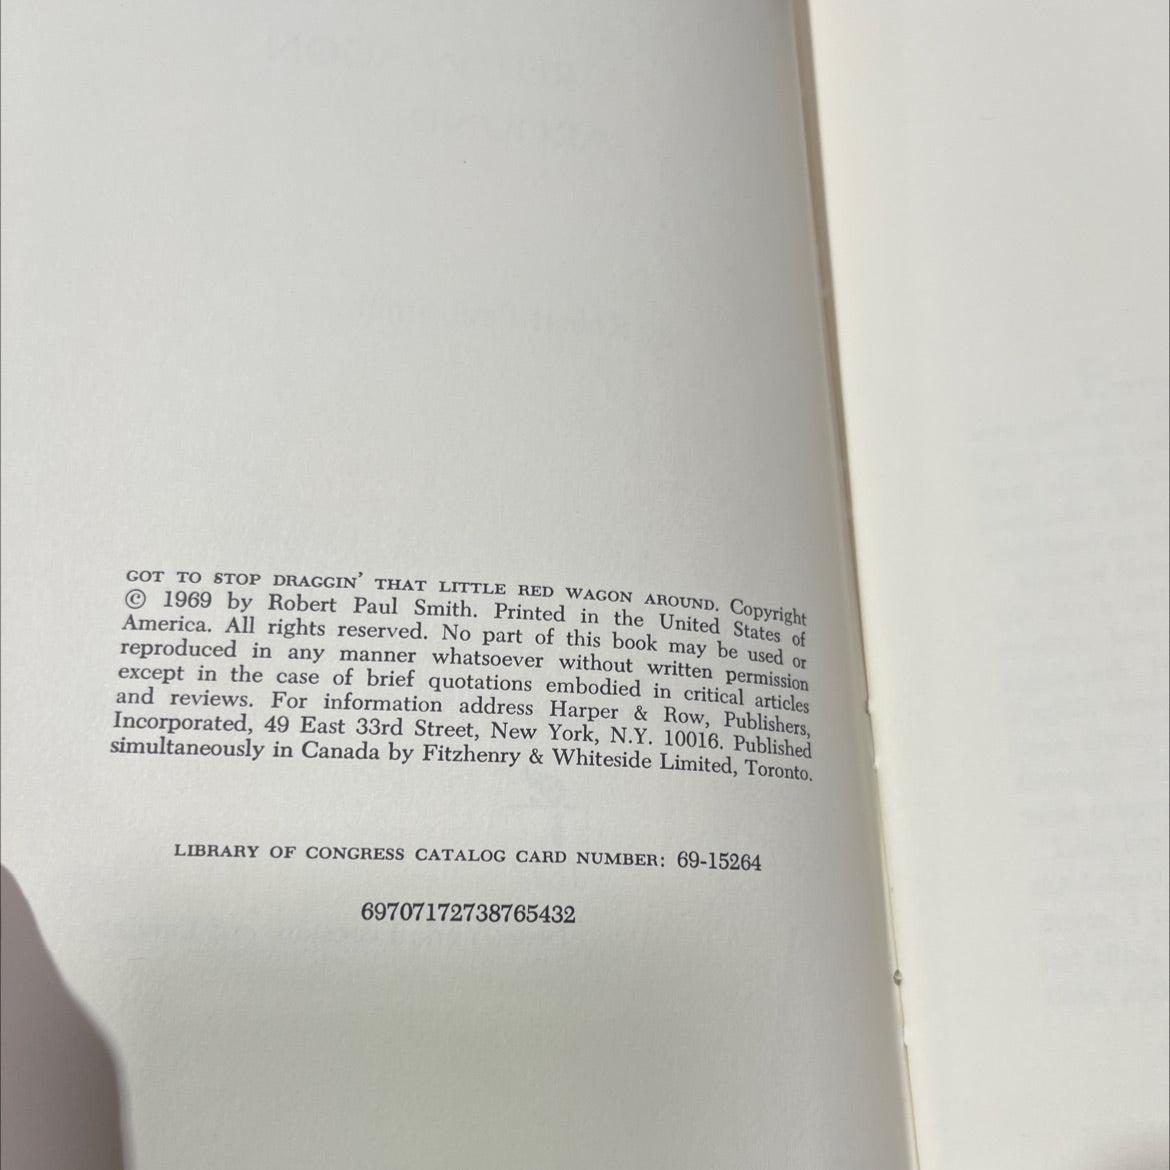 GOT TO STOP DRAGGIN' THAT LITTLE RED WAGON AROUND. Copyright
© 1969 by Robert Paul Smith. Printed in the United States of
America. All rights reserved. No part of this book may be used or
reproduced in any manner whatsoever without written permission
except in the case of brief quotations embodied in critical articles
and reviews. For information address Harper & Row, Publishers,
Incorporated, 49 East 33rd Street, New York, N.Y. 10016. Published
simultaneously in Canada by Fitzhenry & Whiteside Limited, Toronto.
LIBRARY OF CONGRESS CATALOG CARD NUMBER: 69-15264
69707172738765432